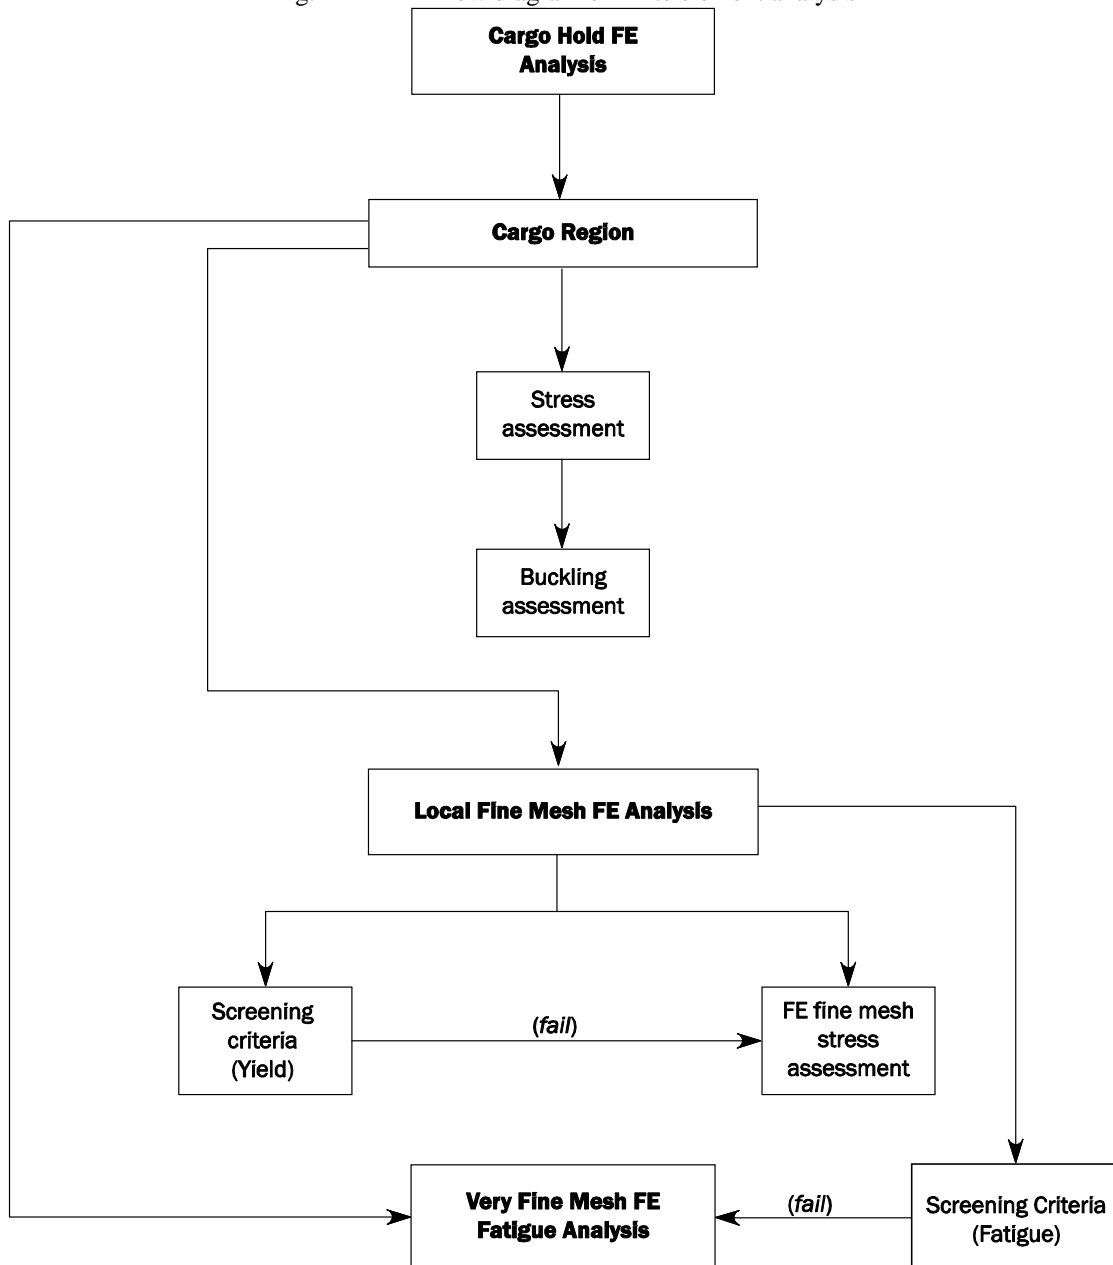 Cargo Hold FE
Analysis
Cargo Region
Stress
assessment
Buckling
assessment
Local Fine Mesh FE Analysis
Screening
criteria
(Yield)
(fail)
FE fine mesh
stress
assessment
Very Fine Mesh FE
Fatigue Analysis
(fail)
Screening Criteria
(Fatigue)